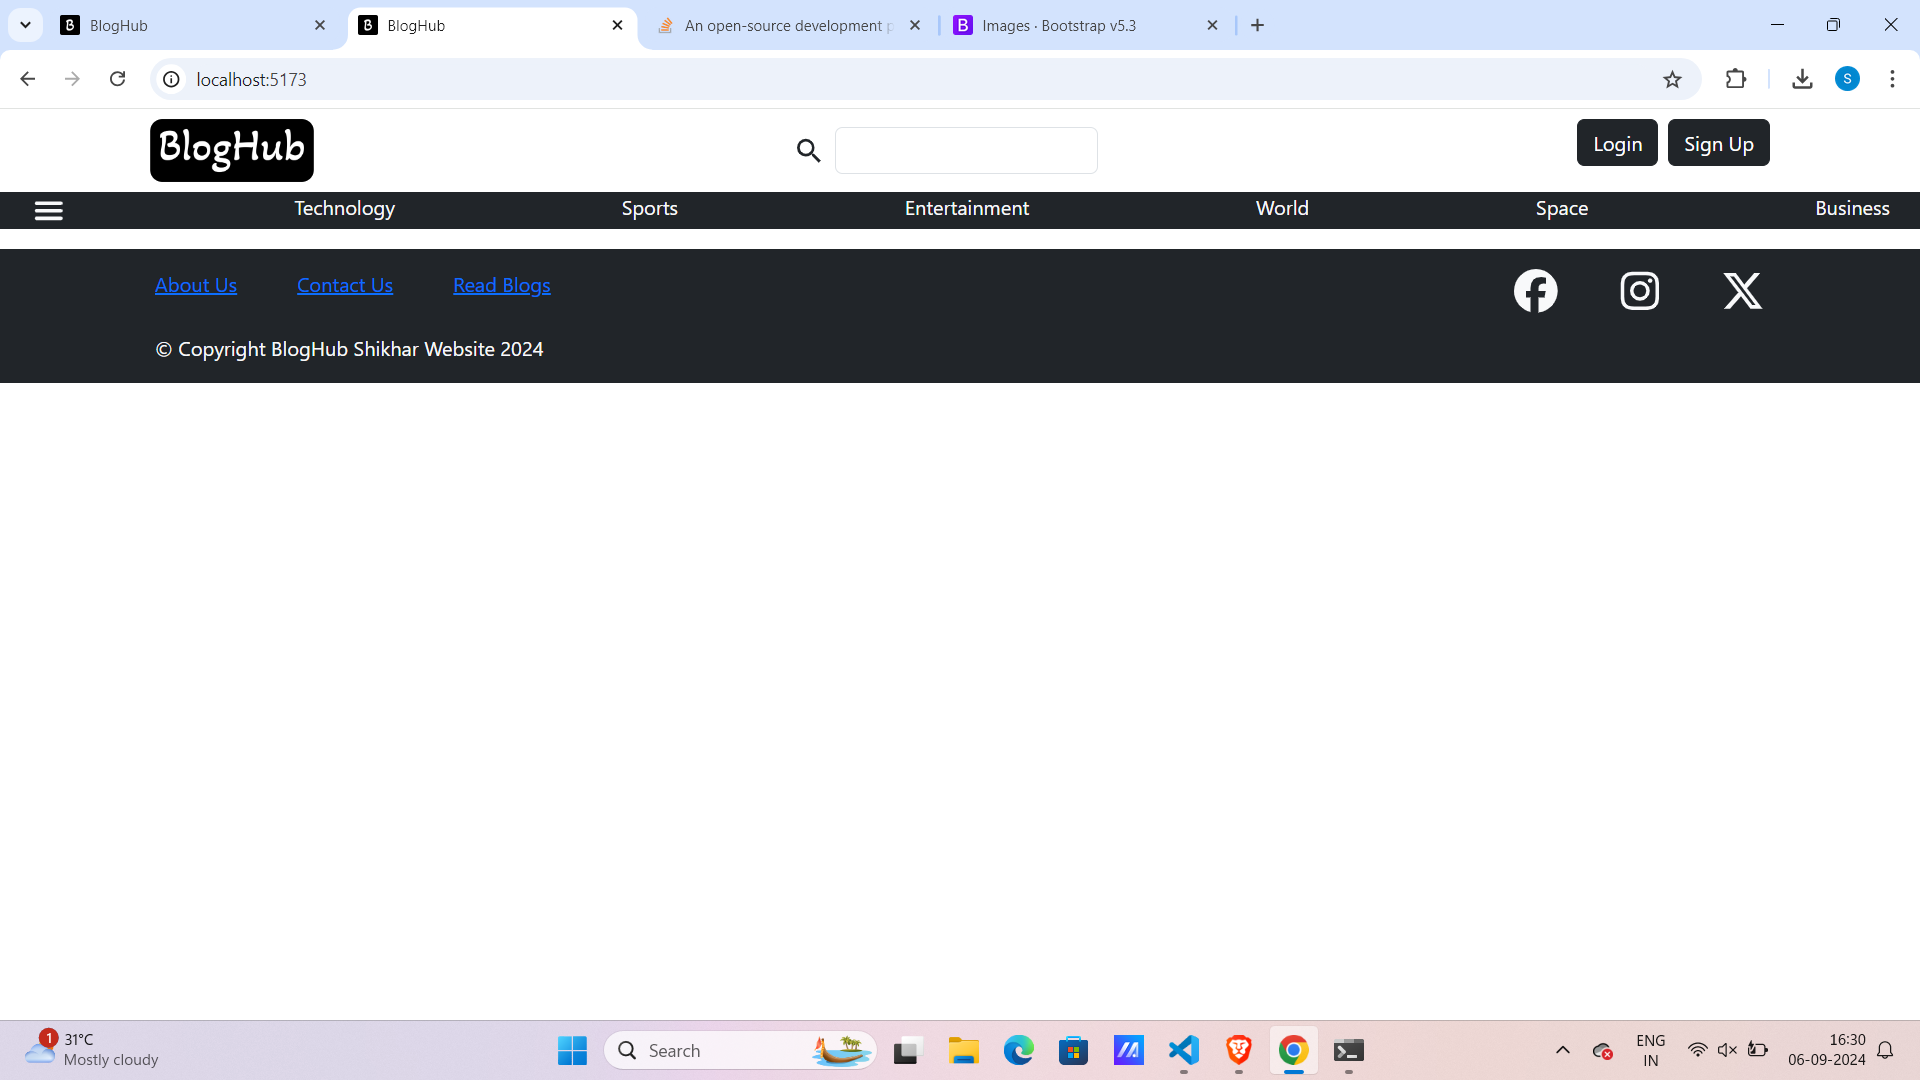 BlogHub
BlogHub
An open-source development p
Images · Bootstrap v5.3
localhost:5173
S
BlogHub
Login
Sign Up
Technology
Sports
Entertainment
World
Space
Business
About Us
Contact Us
Read Blogs
© Copyright BlogHub Shikhar Website 2024
1
31°C
Mostly cloudy
Search
ENG
IN
16:30
06-09-2024